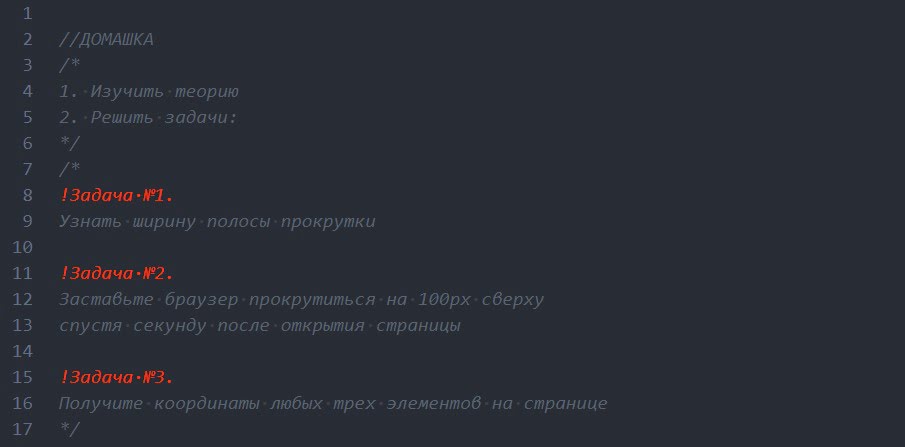 1
2 //ДОМАШКА
3 /*
4 1. Изучить теорию
5 2. Решить задачи:
6 */
7 /*
8 !Задача №1.
9 Узнать ширину полосы прокрутки
10
11 !Задача №2.
12 Заставьте браузер прокрутиться на 100px сверху
13 спустя секунду после открытия страницы
14
15 !Задача №3.
16 Получите координаты любых трех элементов на странице
17 */